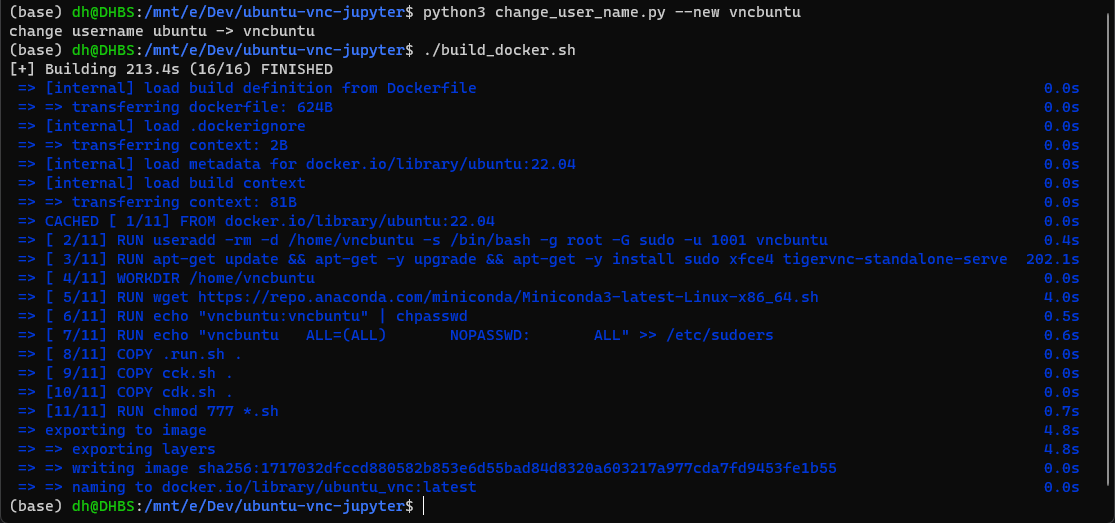 (base) dh@DHBS:/mnt/e/Dev/ubuntu-vnc-jupyter$ python3 change_user_name.py --new vncbuntu
change username ubuntu -> vncbuntu
(base) dh@DHBS:/mnt/e/Dev/ubuntu-vnc-jupyter$ ./build_docker.sh
[+] Building 213.4s (16/16) FINISHED
=> [internal] load build definition from Dockerfile 0.0s
=> => transferring dockerfile: 624B 0.0s
=> [internal] load .dockerignore 0.0s
=> => transferring context: 2B 0.0s
=> [internal] load metadata for docker.io/library/ubuntu:22.04 0.0s
=> [internal] load build context 0.0s
=> => transferring context: 81B 0.0s
=> CACHED [ 1/11] FROM docker.io/library/ubuntu:22.04 0.0s
=> [ 2/11] RUN useradd -rm -d /home/vncbuntu -s /bin/bash -g root -G sudo -u 1001 vncbuntu 0.4s
=> [ 3/11] RUN apt-get update && apt-get -y upgrade && apt-get -y install sudo xfce4 tigervnc-standalone-serve 202.1s
=> [ 4/11] WORKDIR /home/vncbuntu 0.0s
=> [ 5/11] RUN wget https://repo.anaconda.com/miniconda/Miniconda3-latest-Linux-x86_64.sh 4.0s
=> [ 6/11] RUN echo "vncbuntu:vncbuntu" | chpasswd 0.5s
=> [ 7/11] RUN echo "vncbuntu   ALL=(ALL)       NOPASSWD:       ALL" >> /etc/sudoers 0.6s
=> [ 8/11] COPY .run.sh . 0.0s
=> [ 9/11] COPY cck.sh . 0.0s
=> [10/11] COPY cdk.sh . 0.0s
=> [11/11] RUN chmod 777 *.sh 0.7s
=> exporting to image 4.8s
=> => exporting layers 4.8s
=> => writing image sha256:1717032dfccd880582b853e6d55bad84d8320a603217a977cda7fd9453fe1b55 0.0s
=> => naming to docker.io/library/ubuntu_vnc:latest 0.0s
(base) dh@DHBS:/mnt/e/Dev/ubuntu-vnc-jupyter$